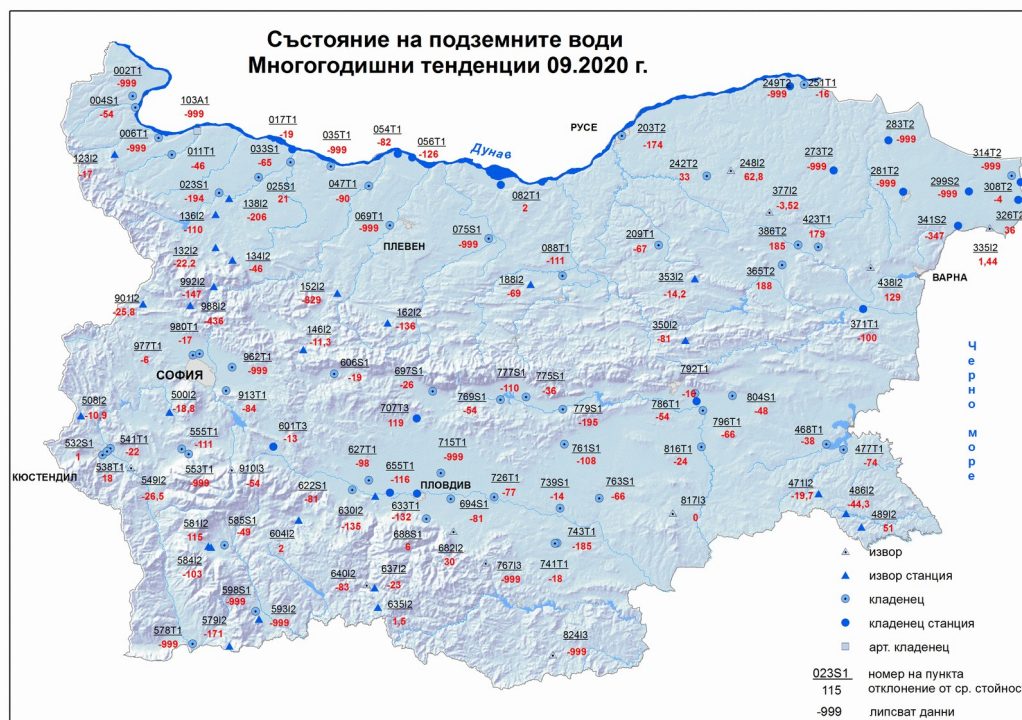 Състояние на подземните води
Многогодишни тенденции 09.2020 г.
002T1
-999
004S1
-54
103A1
-999
006T1
-999
017T1
-19
035T1
-999
054T1
-82
056T1
-126
Дунав
РУСЕ
249T2
-999
251T1
-16
203T2
-174
283T2
-999
123I2
-17
011T1
-46
033S1
-65
023S1
-194
025S1
21
138I2
-206
047T1
-90
082T1
2
242T2
33
248I2
62,8
273T2
-999
314T2
-999
281T2
-999
299S2
-999
308T2
-4
377I2
-3,52
326T2
36
136I2
-110
069T1
-999
ПЛЕВЕН
075S1
-999
423T1
179
341S2
-347
386T2
185
209T1
-67
335I2
1,44
132I2
-22,2
134I2
-46
088T1
-111
365T2
188
ВАРНА
992I2
-147
152I2
-829
188I2
-69
353I2
-14,2
438I2
129
901I2
-25,8
988I2
-436
162I2
-136
371T1
-100
980T1
-17
146I2
-11,3
350I2
-81
977T1
-6
962T1
-999
606S1
-19
697S1
-26
777S1
-110
775S1
-36
792T1
-10
СОФИЯ
913T1
-84
769S1
-54
786T1
-54
804S1
-48
500I2
-18,8
508I2
-10,9
707T3
119
779S1
-195
796T1
-66
601T3
-13
532S1
1
541T1
-22
555T1
-111
627T1
-98
715T1
-999
761S1
-108
816T1
-24
468T1
-38
477T1
-74
КЮСТЕНДИЛ
538T1
18
549I2
-26,5
553T1
-999
910I3
-54
622S1
-81
655T1
-116
ПЛОВДИВ
726T1
-77
739S1
-14
763S1
-66
471I2
-19,7
486I2
-44,3
489I2
51
630I2
-135
633T1
-132
694S1
-81
817I3
0
581I2
115
585S1
-49
604I2
2
688S1
6
682I2
30
743T1
-185
584I2
-103
640I2
-83
637I2
-23
767I3
-999
741T1
-18
598S1
-999
593I2
-999
635I2
1,5
578T1
-999
579I2
-171
824I3
-999
Черно море
извор
извор станция
кладенец
кладенец станция
арт. кладенец
023S1 номер на пункта
115 отклонение от ср. стойнос
-999 липсват данни